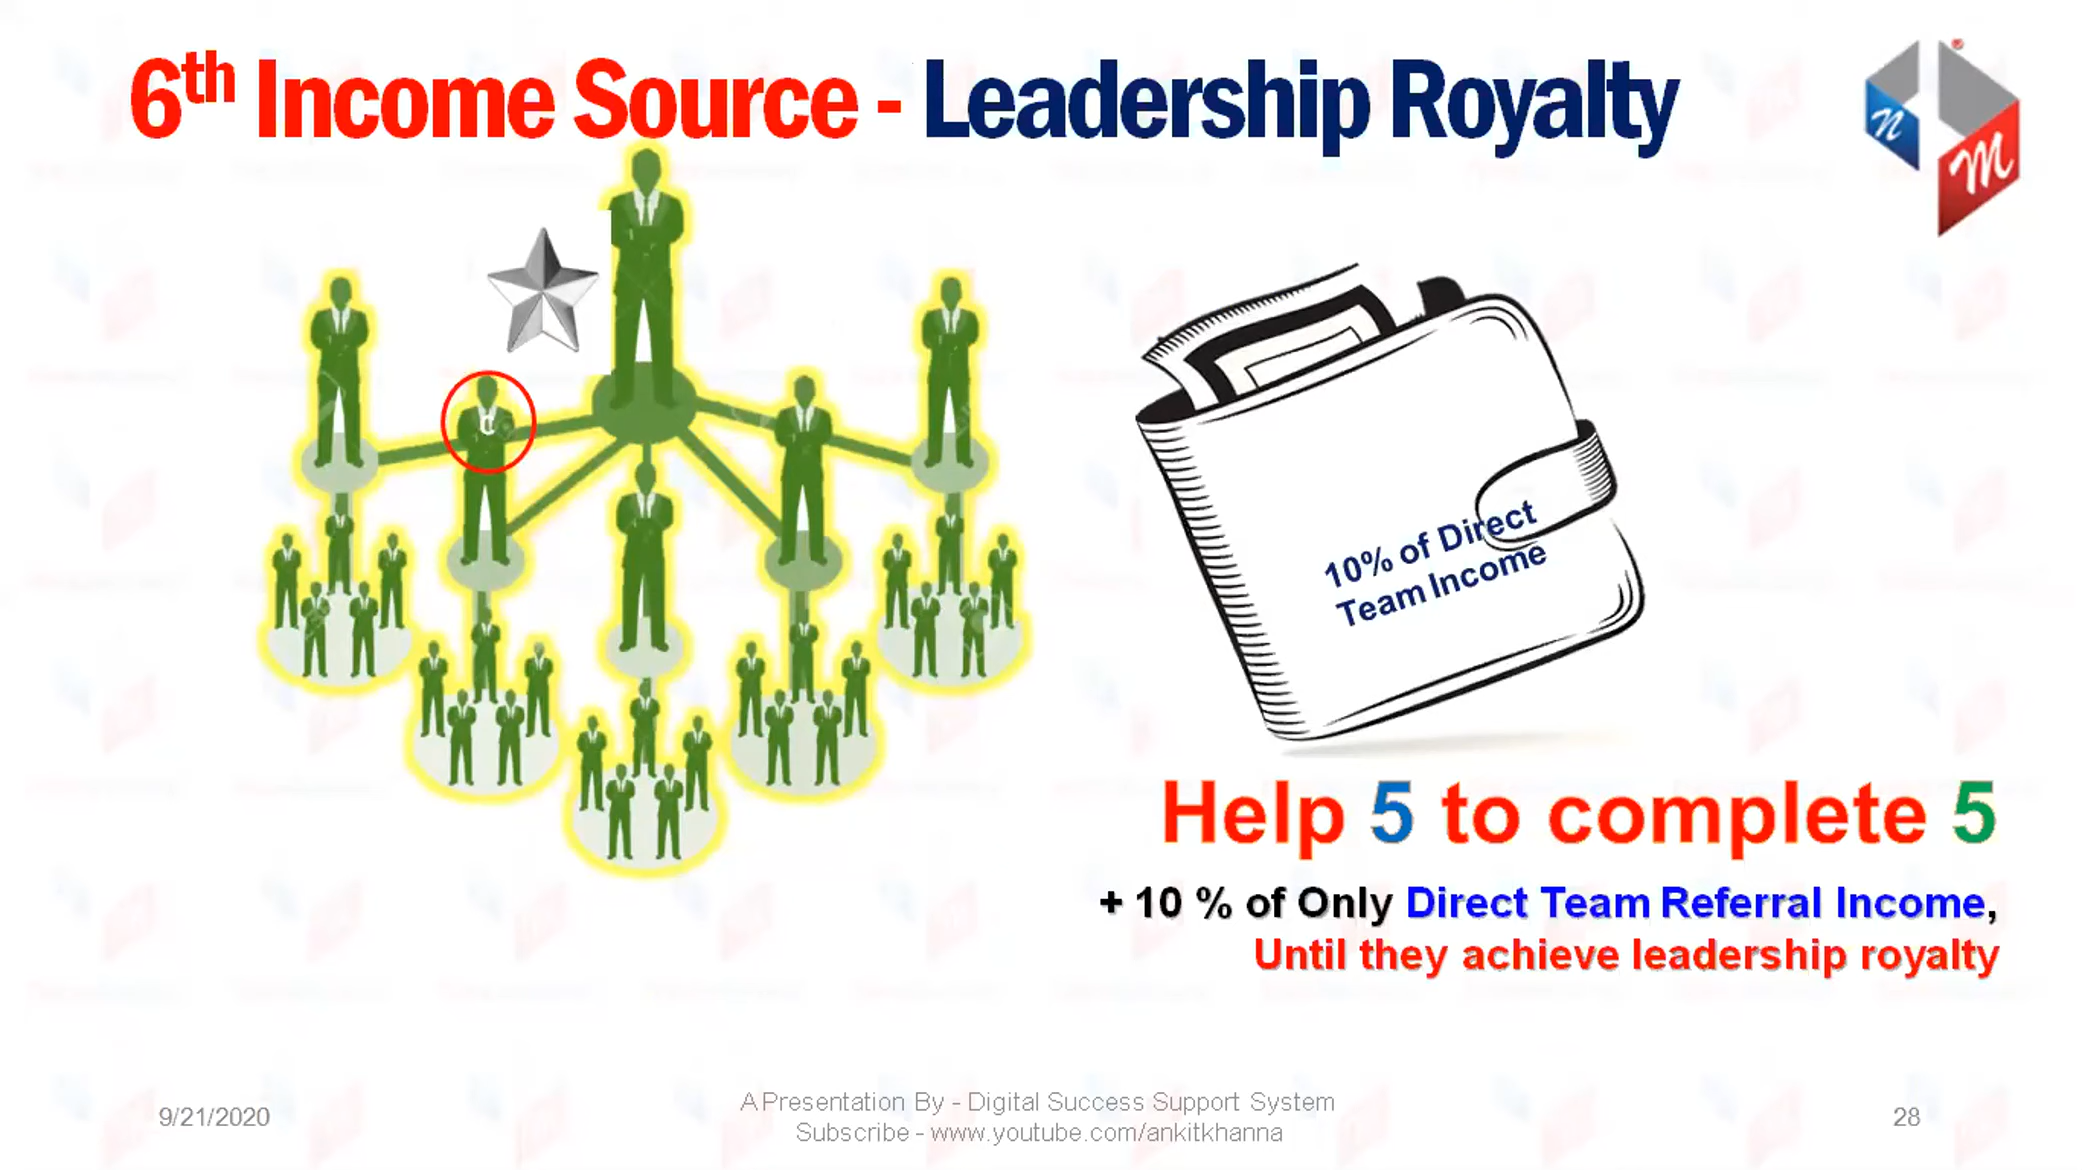 6th Income Source - Leadership Royalty
n
M
10% of Direct
Team Income
Help 5 to complete 5
+ 10 % of Only Direct Team Referral Income,
Until they achieve leadership royalty
9/21/2020
A Presentation By - Digital Success Support System
Subscribe - www.youtube.com/ankitkhanna
28